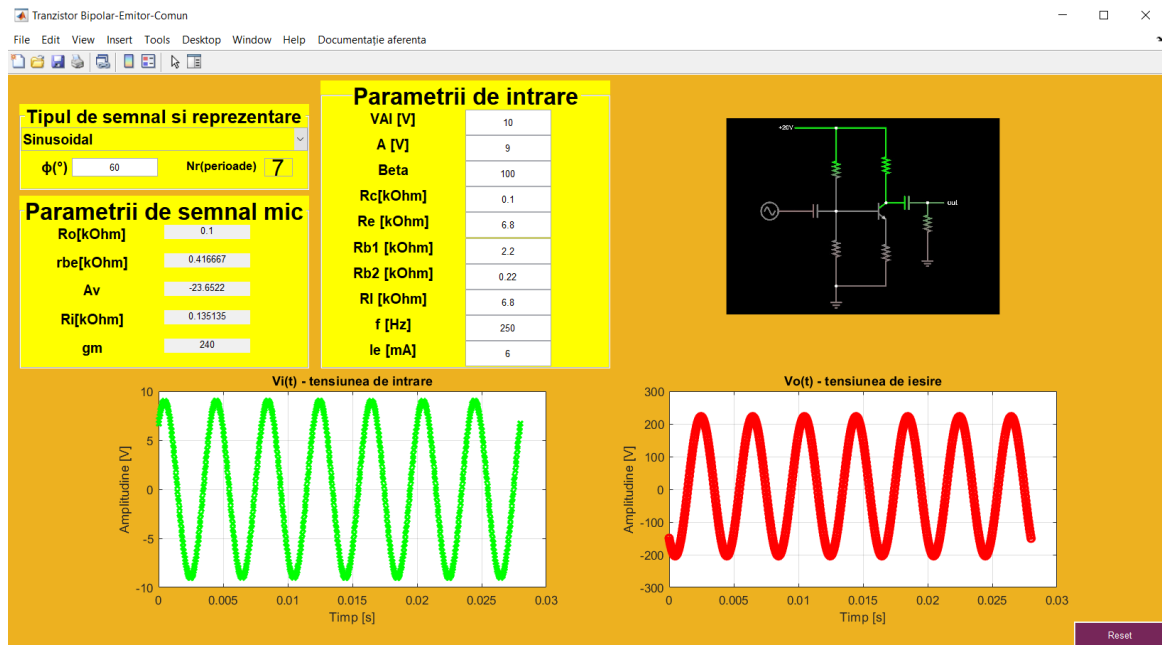 Tranzistor Bipolar-Emitor-Comun
File Edit View Insert Tools Desktop Window Help Documentație aferenta
Tipul de semnal si reprezentare
Sinusoidal
ϕ(°) 60 Nr(perioade) 7
Parametrii de semnal mic
Ro[kOhm] 0.1
rbe[kOhm] 0.416667
Av -23.6522
Ri[kOhm] 0.135135
gm 240
Parametrii de intrare
VAl [V] 10
A [V] 9
Beta 100
Rc[kOhm] 0.1
Re [kOhm] 6.8
Rb1 [kOhm] 2.2
Rb2 [kOhm] 0.22
Rl [kOhm] 6.8
f [Hz] 250
Ie [mA] 6
+20V
out
Vi(t) - tensiunea de intrare
10
5
0
-5
-10
Amplitudine [V]
0 0.005 0.01 0.015 0.02 0.025 0.03
Timp [s]
Vo(t) - tensiunea de iesire
300
200
100
0
-100
-200
-300
Amplitudine [V]
0 0.005 0.01 0.015 0.02 0.025 0.03
Timp [s]
Reset